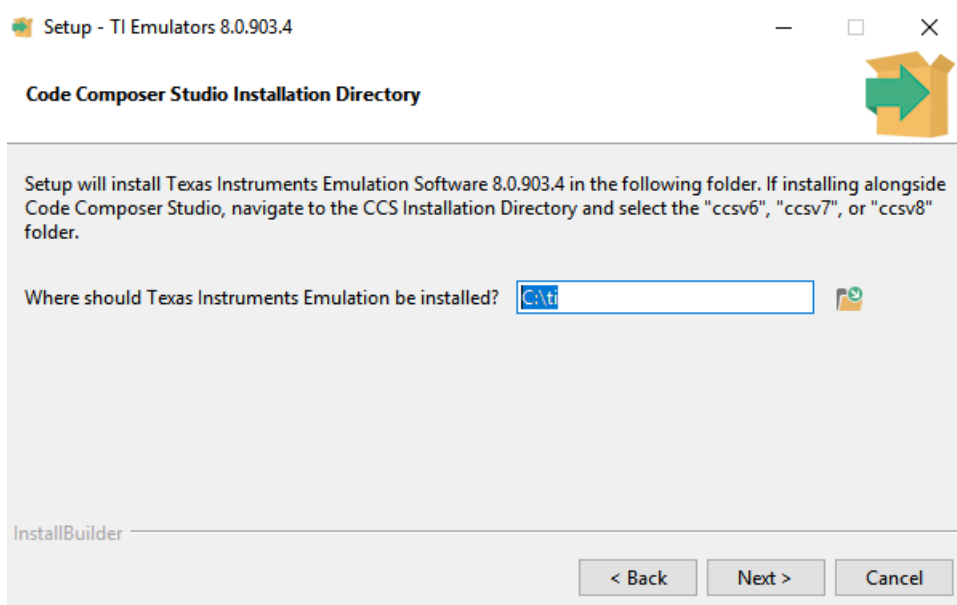 Setup - TI Emulators 8.0.903.4
Code Composer Studio Installation Directory
Setup will install Texas Instruments Emulation Software 8.0.903.4 in the following folder. If installing alongside
Code Composer Studio, navigate to the CCS Installation Directory and select the "ccsv6", "ccsv7", or "ccsv8"
folder.
Where should Texas Instruments Emulation be installed? C:\ti
InstallBuilder
< Back Next > Cancel